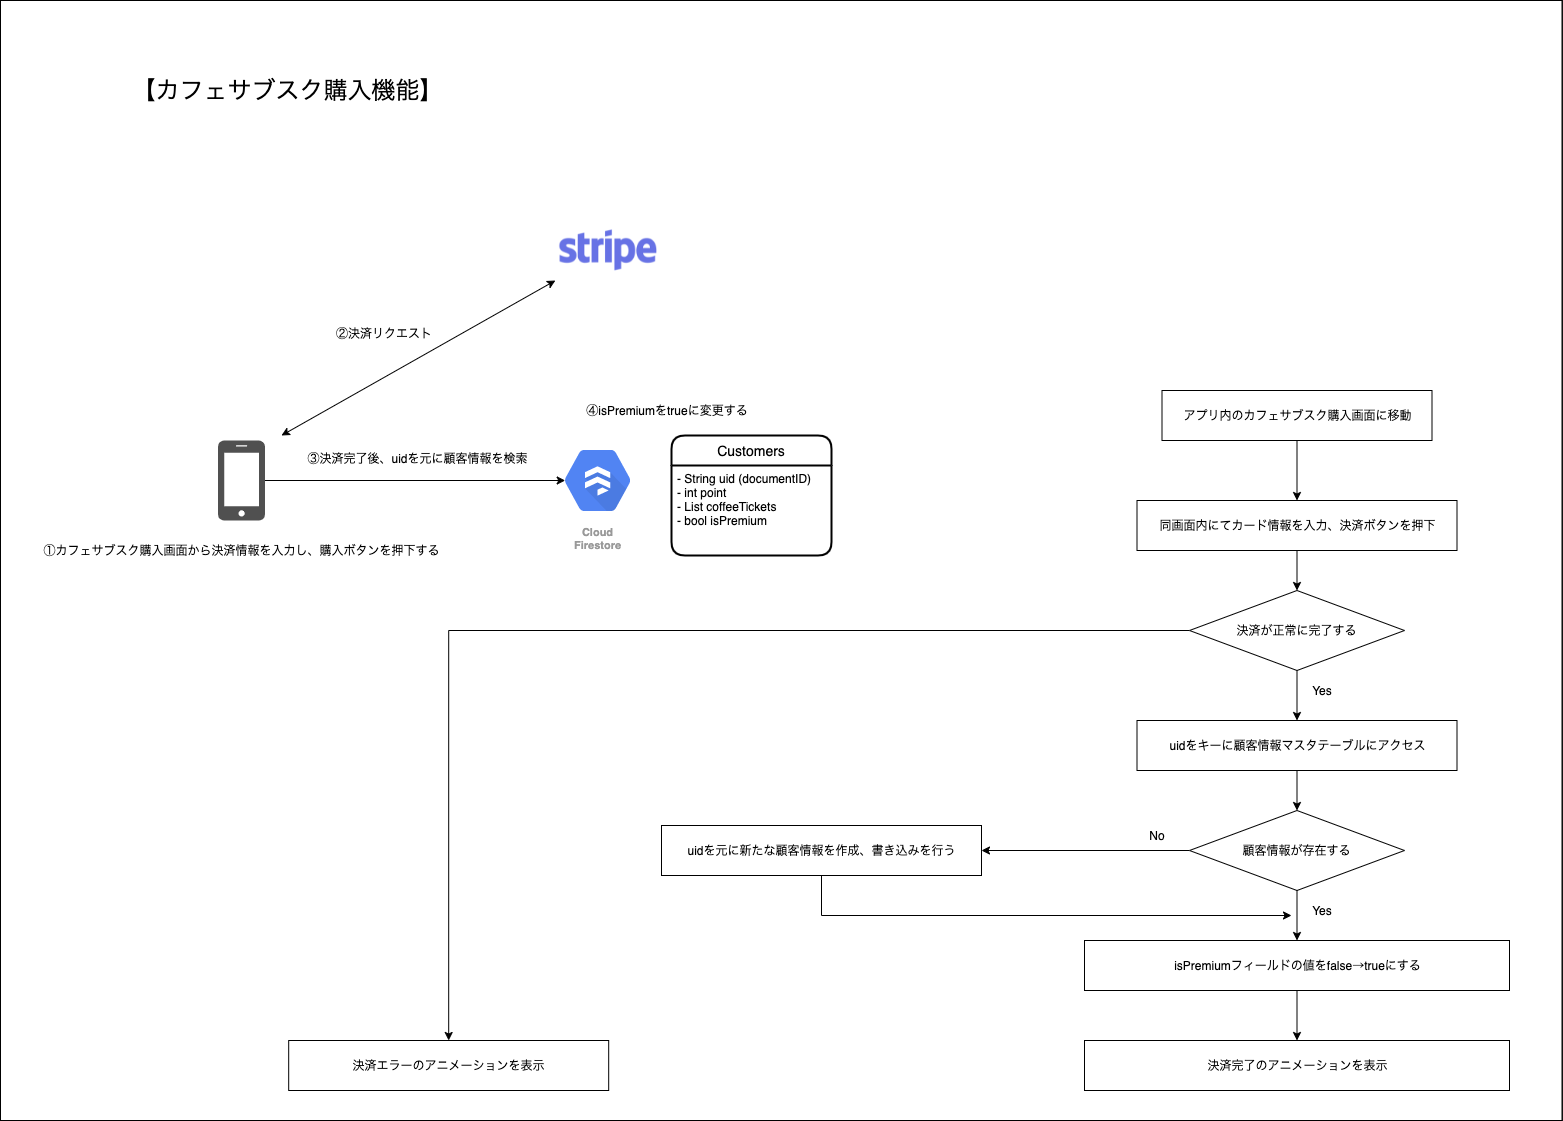 【カフェサブスク購入機能】
stripe
②決済リクエスト
④isPremiumをtrueに変更する
③決済完了後、uidを元に顧客情報を検索
Customers
- String uid (documentID)
- int point
- List coffeeTickets
- bool isPremium
Cloud
Firestore
①カフェサブスク購入画面から決済情報を入力し、購入ボタンを押下する
アプリ内のカフェサブスク購入画面に移動
同画面内にてカード情報を入力、決済ボタンを押下
決済が正常に完了する
Yes
uidをキーに顧客情報マスタテーブルにアクセス
顧客情報が存在する
No
uidを元に新たな顧客情報を作成、書き込みを行う
Yes
isPremiumフィールドの値をfalse→trueにする
決済エラーのアニメーションを表示
決済完了のアニメーションを表示